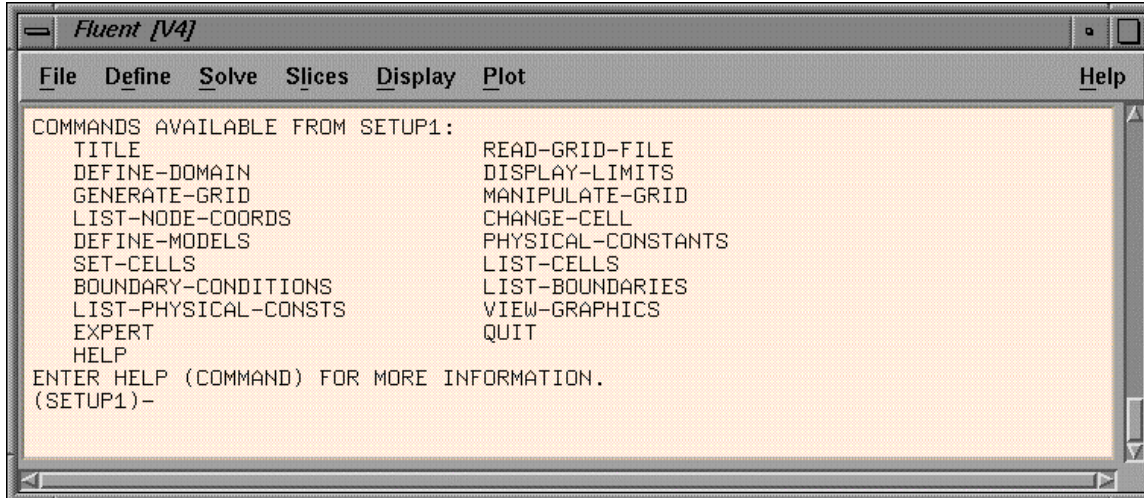 Fluent [V4]
File Define Solve Slices Display Plot Help
COMMANDS AVAILABLE FROM SETUP1:
TITLE READ-GRID-FILE
DEFINE-DOMAIN DISPLAY-LIMITS
GENERATE-GRID MANIPULATE-GRID
LIST-NODE-COORDS CHANGE-CELL
DEFINE-MODELS PHYSICAL-CONSTANTS
SET-CELLS LIST-CELLS
BOUNDARY-CONDITIONS LIST-BOUNDARIES
LIST-PHYSICAL-CONSTS VIEW-GRAPHICS
EXPERT QUIT
HELP
ENTER HELP (COMMAND) FOR MORE INFORMATION.
(SETUP1)-